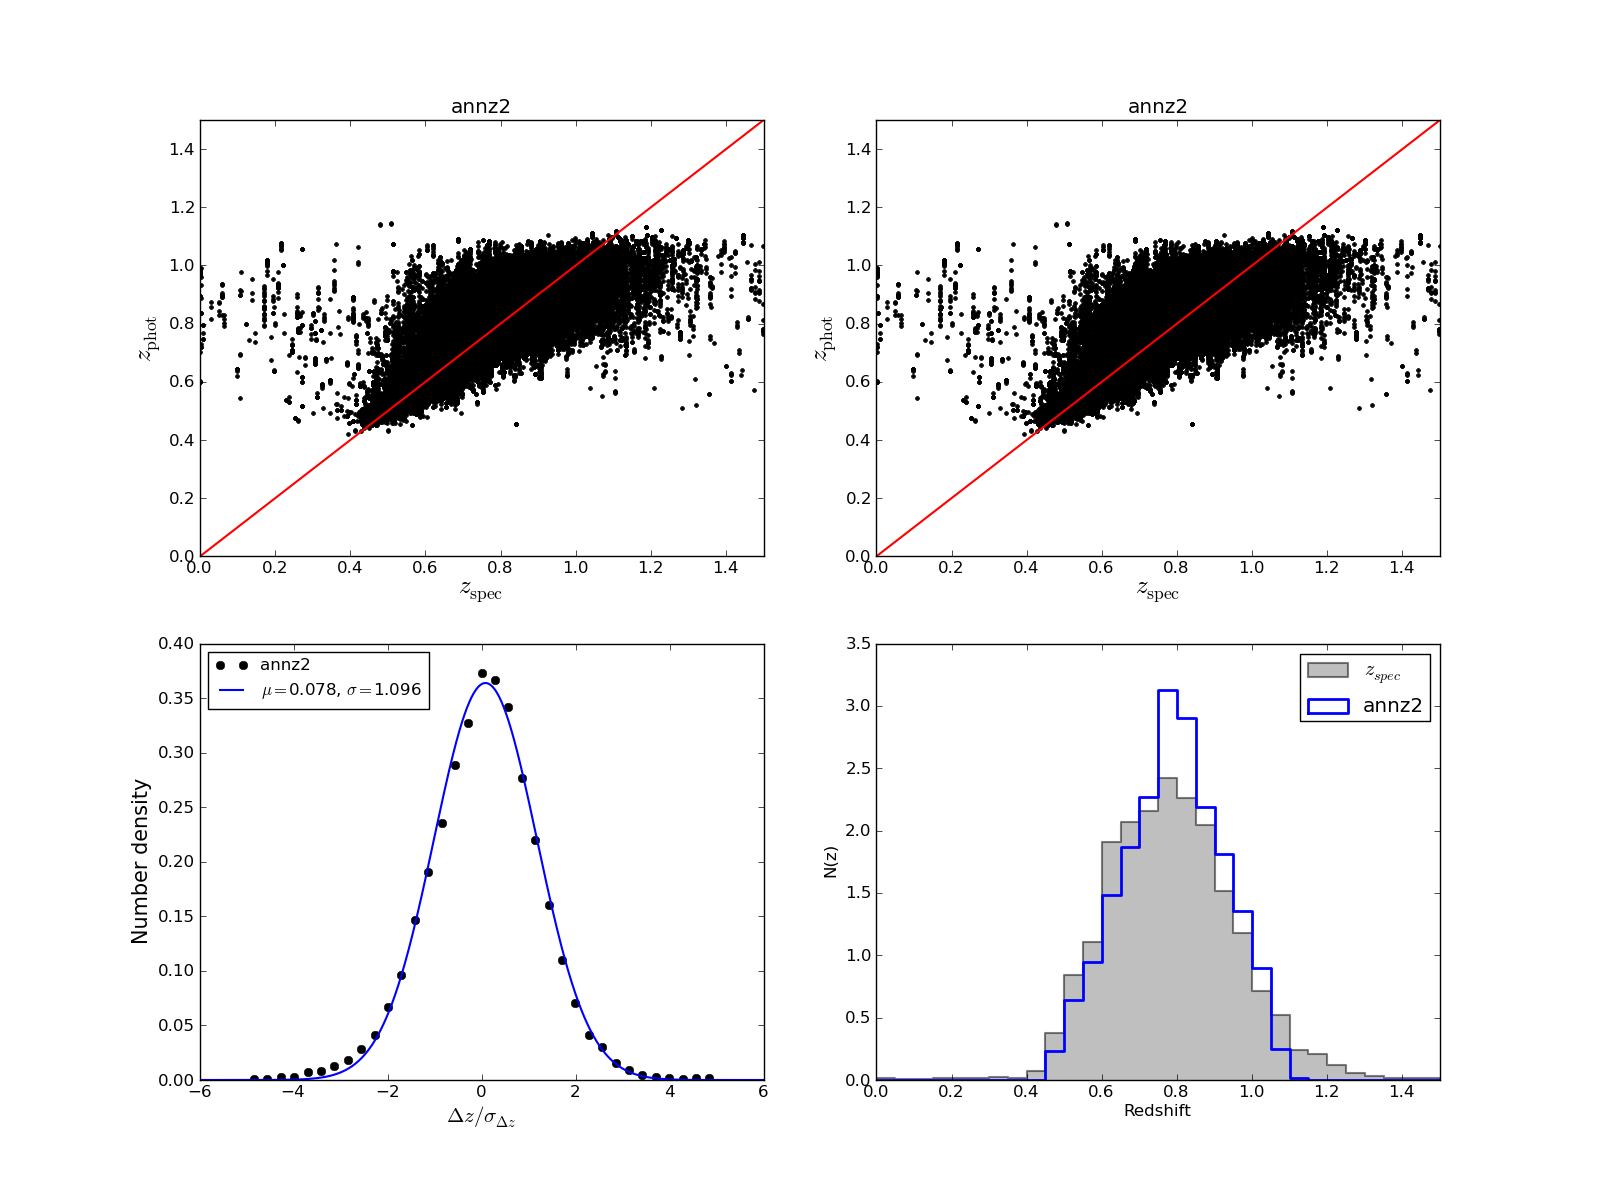 annz2
1.4
1.2
1.0
0.8
0.6
0.4
0.2
0.0
z_phot
0.0 0.2 0.4 0.6 0.8 1.0 1.2 1.4
z_spec
annz2
1.4
1.2
1.0
0.8
0.6
0.4
0.2
0.0
z_phot
0.0 0.2 0.4 0.6 0.8 1.0 1.2 1.4
z_spec
0.40
0.35
0.30
0.25
0.20
0.15
0.10
0.05
0.00
Number density
annz2
μ=0.078, σ=1.096
−6 −4 −2 0 2 4 6
Δz/σ_Δz
3.5
3.0
2.5
2.0
1.5
1.0
0.5
0.0
N(z)
z_spec
annz2
0.0 0.2 0.4 0.6 0.8 1.0 1.2 1.4
Redshift